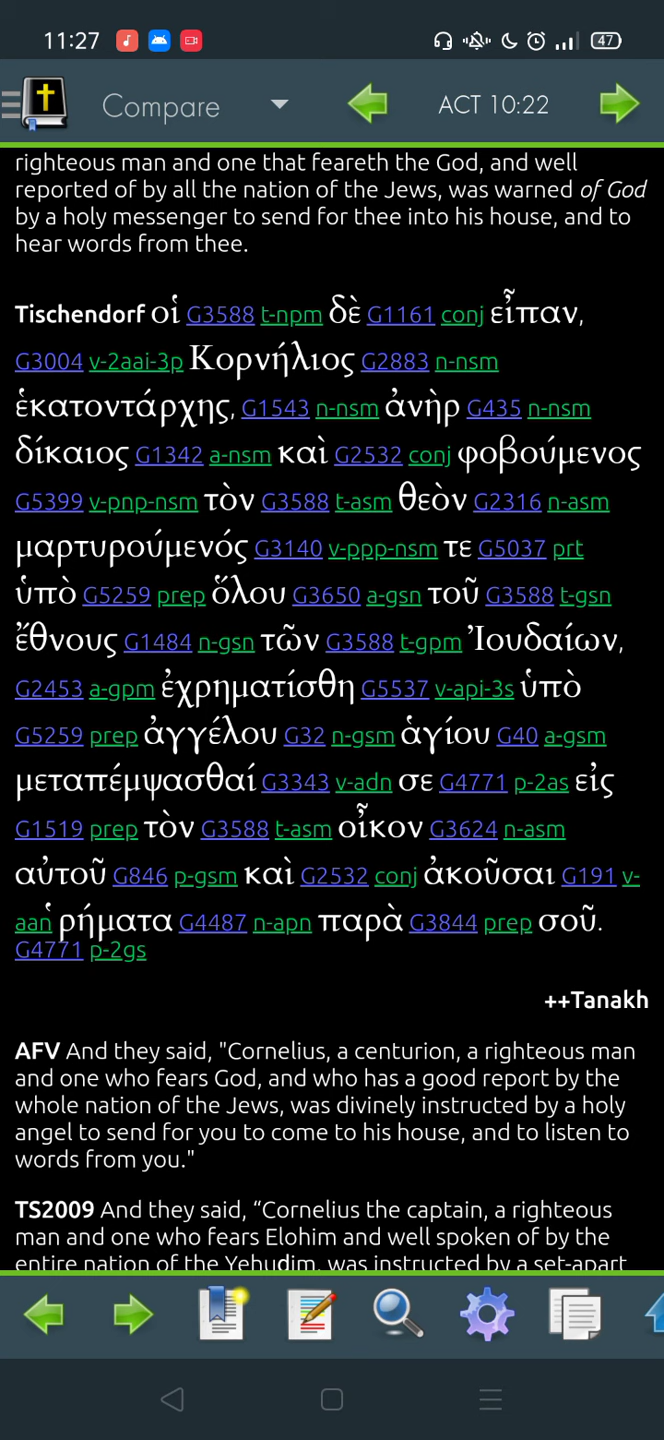 11:27
47
Compare
ACT 10:22
righteous man and one that feareth the God, and well
reported of by all the nation of the Jews, was warned of God
by a holy messenger to send for thee into his house, and to
hear words from thee.
Tischendorf οἱ G3588 t-npm δὲ G1161 conj εἶπαν,
G3004 v-2aai-3p Κορνήλιος G2883 n-nsm
ἑκατοντάρχης, G1543 n-nsm ἀνὴρ G435 n-nsm
δίκαιος G1342 a-nsm καὶ G2532 conj φοβούμενος
G5399 v-pnp-nsm τὸν G3588 t-asm θεὸν G2316 n-asm
μαρτυρούμενός G3140 v-ppp-nsm τε G5037 prt
ὑπὸ G5259 prep ὅλου G3650 a-gsn τοῦ G3588 t-gsn
ἔθνους G1484 n-gsn τῶν G3588 t-gpm Ἰουδαίων,
G2453 a-gpm ἐχρηματίσθη G5537 v-api-3s ὑπὸ
G5259 prep ἀγγέλου G32 n-gsm ἁγίου G40 a-gsm
μεταπέμψασθαί G3343 v-adn σε G4771 p-2as εἰς
G1519 prep τὸν G3588 t-asm οἶκον G3624 n-asm
αὐτοῦ G846 p-gsm καὶ G2532 conj ἀκοῦσαι G191 v-
aan ῥήματα G4487 n-apn παρὰ G3844 prep σοῦ.
G4771 p-2gs
++Tanakh
AFV And they said, "Cornelius, a centurion, a righteous man
and one who fears God, and who has a good report by the
whole nation of the Jews, was divinely instructed by a holy
angel to send for you to come to his house, and to listen to
words from you."
TS2009 And they said, “Cornelius the captain, a righteous
man and one who fears Elohim and well spoken of by the
entire nation of the Yehudim, was instructed by a set-apart